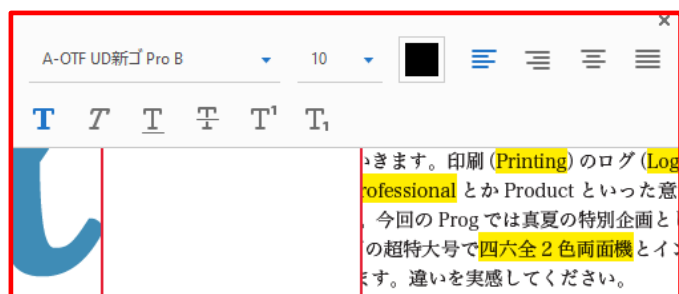 A-OTF UD新ゴ Pro B 10
T T T T T¹ T₁
いきます。印刷 (Printing) のログ (Log
rofessional とか Product といった意
。今回の Prog では真夏の特別企画と
の超特大号で四六全2色両面機とイン
ます。違いを実感してください。